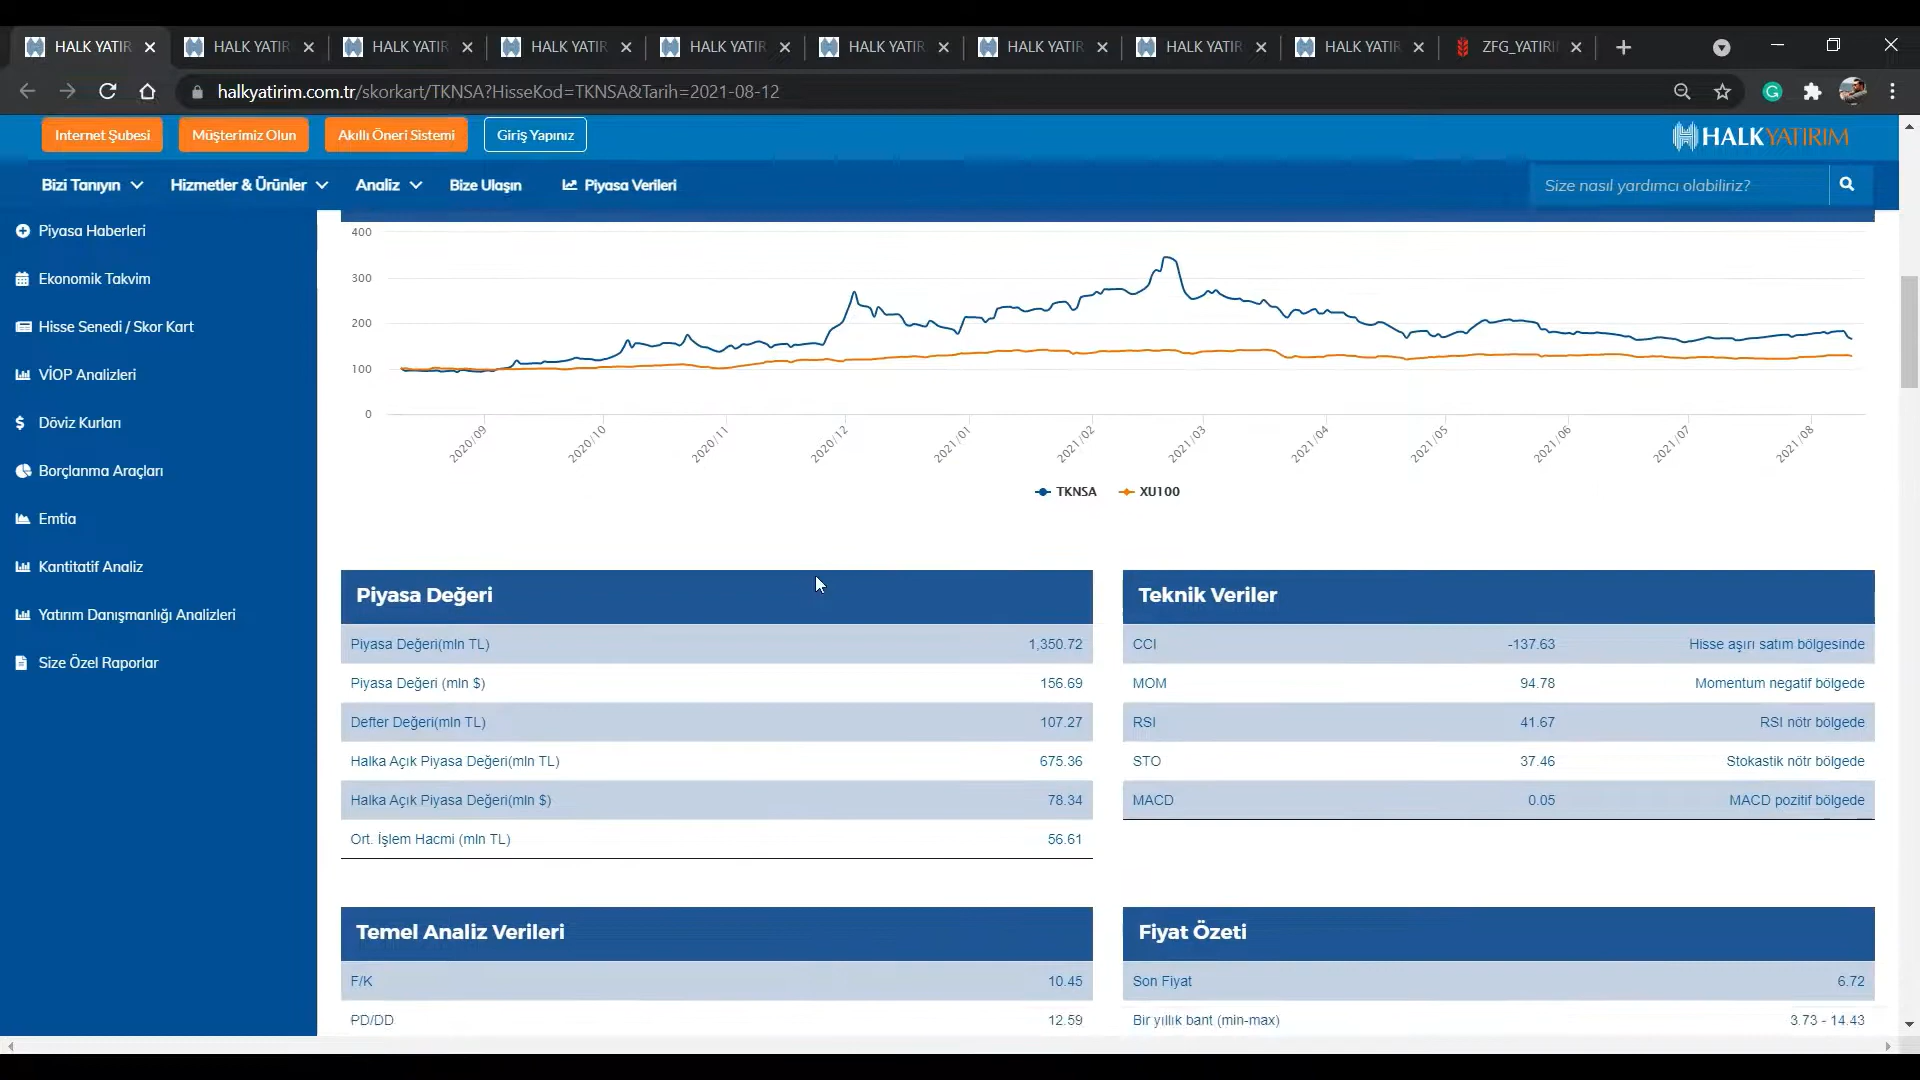 HALK YATIR
HALK YATIR
HALK YATIR
HALK YATIR
HALK YATIR
HALK YATIR
HALK YATIR
HALK YATIR
HALK YATIR
ZFG_YATIRI
halkyatirim.com.tr/skorkart/TKNSA?HisseKod=TKNSA&Tarih=2021-08-12
İnternet Şubesi
Müşterimiz Olun
Akıllı Öneri Sistemi
Giriş Yapınız
HALKYATIRIM
Bizi Tanıyın
Hizmetler & Ürünler
Analiz
Bize Ulaşın
Piyasa Verileri
Size nasıl yardımcı olabiliriz?
Piyasa Haberleri
Ekonomik Takvim
Hisse Senedi / Skor Kart
VİOP Analizleri
Döviz Kurları
Borçlanma Araçları
Emtia
Kantitatif Analiz
Yatırım Danışmanlığı Analizleri
Size Özel Raporlar
400
300
200
100
0
2020/09
2020/10
2020/11
2020/12
2021/01
2021/02
2021/03
2021/04
2021/05
2021/06
2021/07
2021/08
TKNSA XU100
Piyasa Değeri
Piyasa Değeri(mln TL) 1,350.72
Piyasa Değeri (mln $) 156.69
Defter Değeri(mln TL) 107.27
Halka Açık Piyasa Değeri(mln TL) 675.36
Halka Açık Piyasa Değeri(mln $) 78.34
Ort. İşlem Hacmi (mln TL) 56.61
Teknik Veriler
CCI -137.63 Hisse aşırı satım bölgesinde
MOM 94.78 Momentum negatif bölgede
RSI 41.67 RSI nötr bölgede
STO 37.46 Stokastik nötr bölgede
MACD 0.05 MACD pozitif bölgede
Temel Analiz Verileri
F/K 10.45
PD/DD 12.59
Fiyat Özeti
Son Fiyat 6.72
Bir yıllık bant (min-max) 3.73 - 14.43